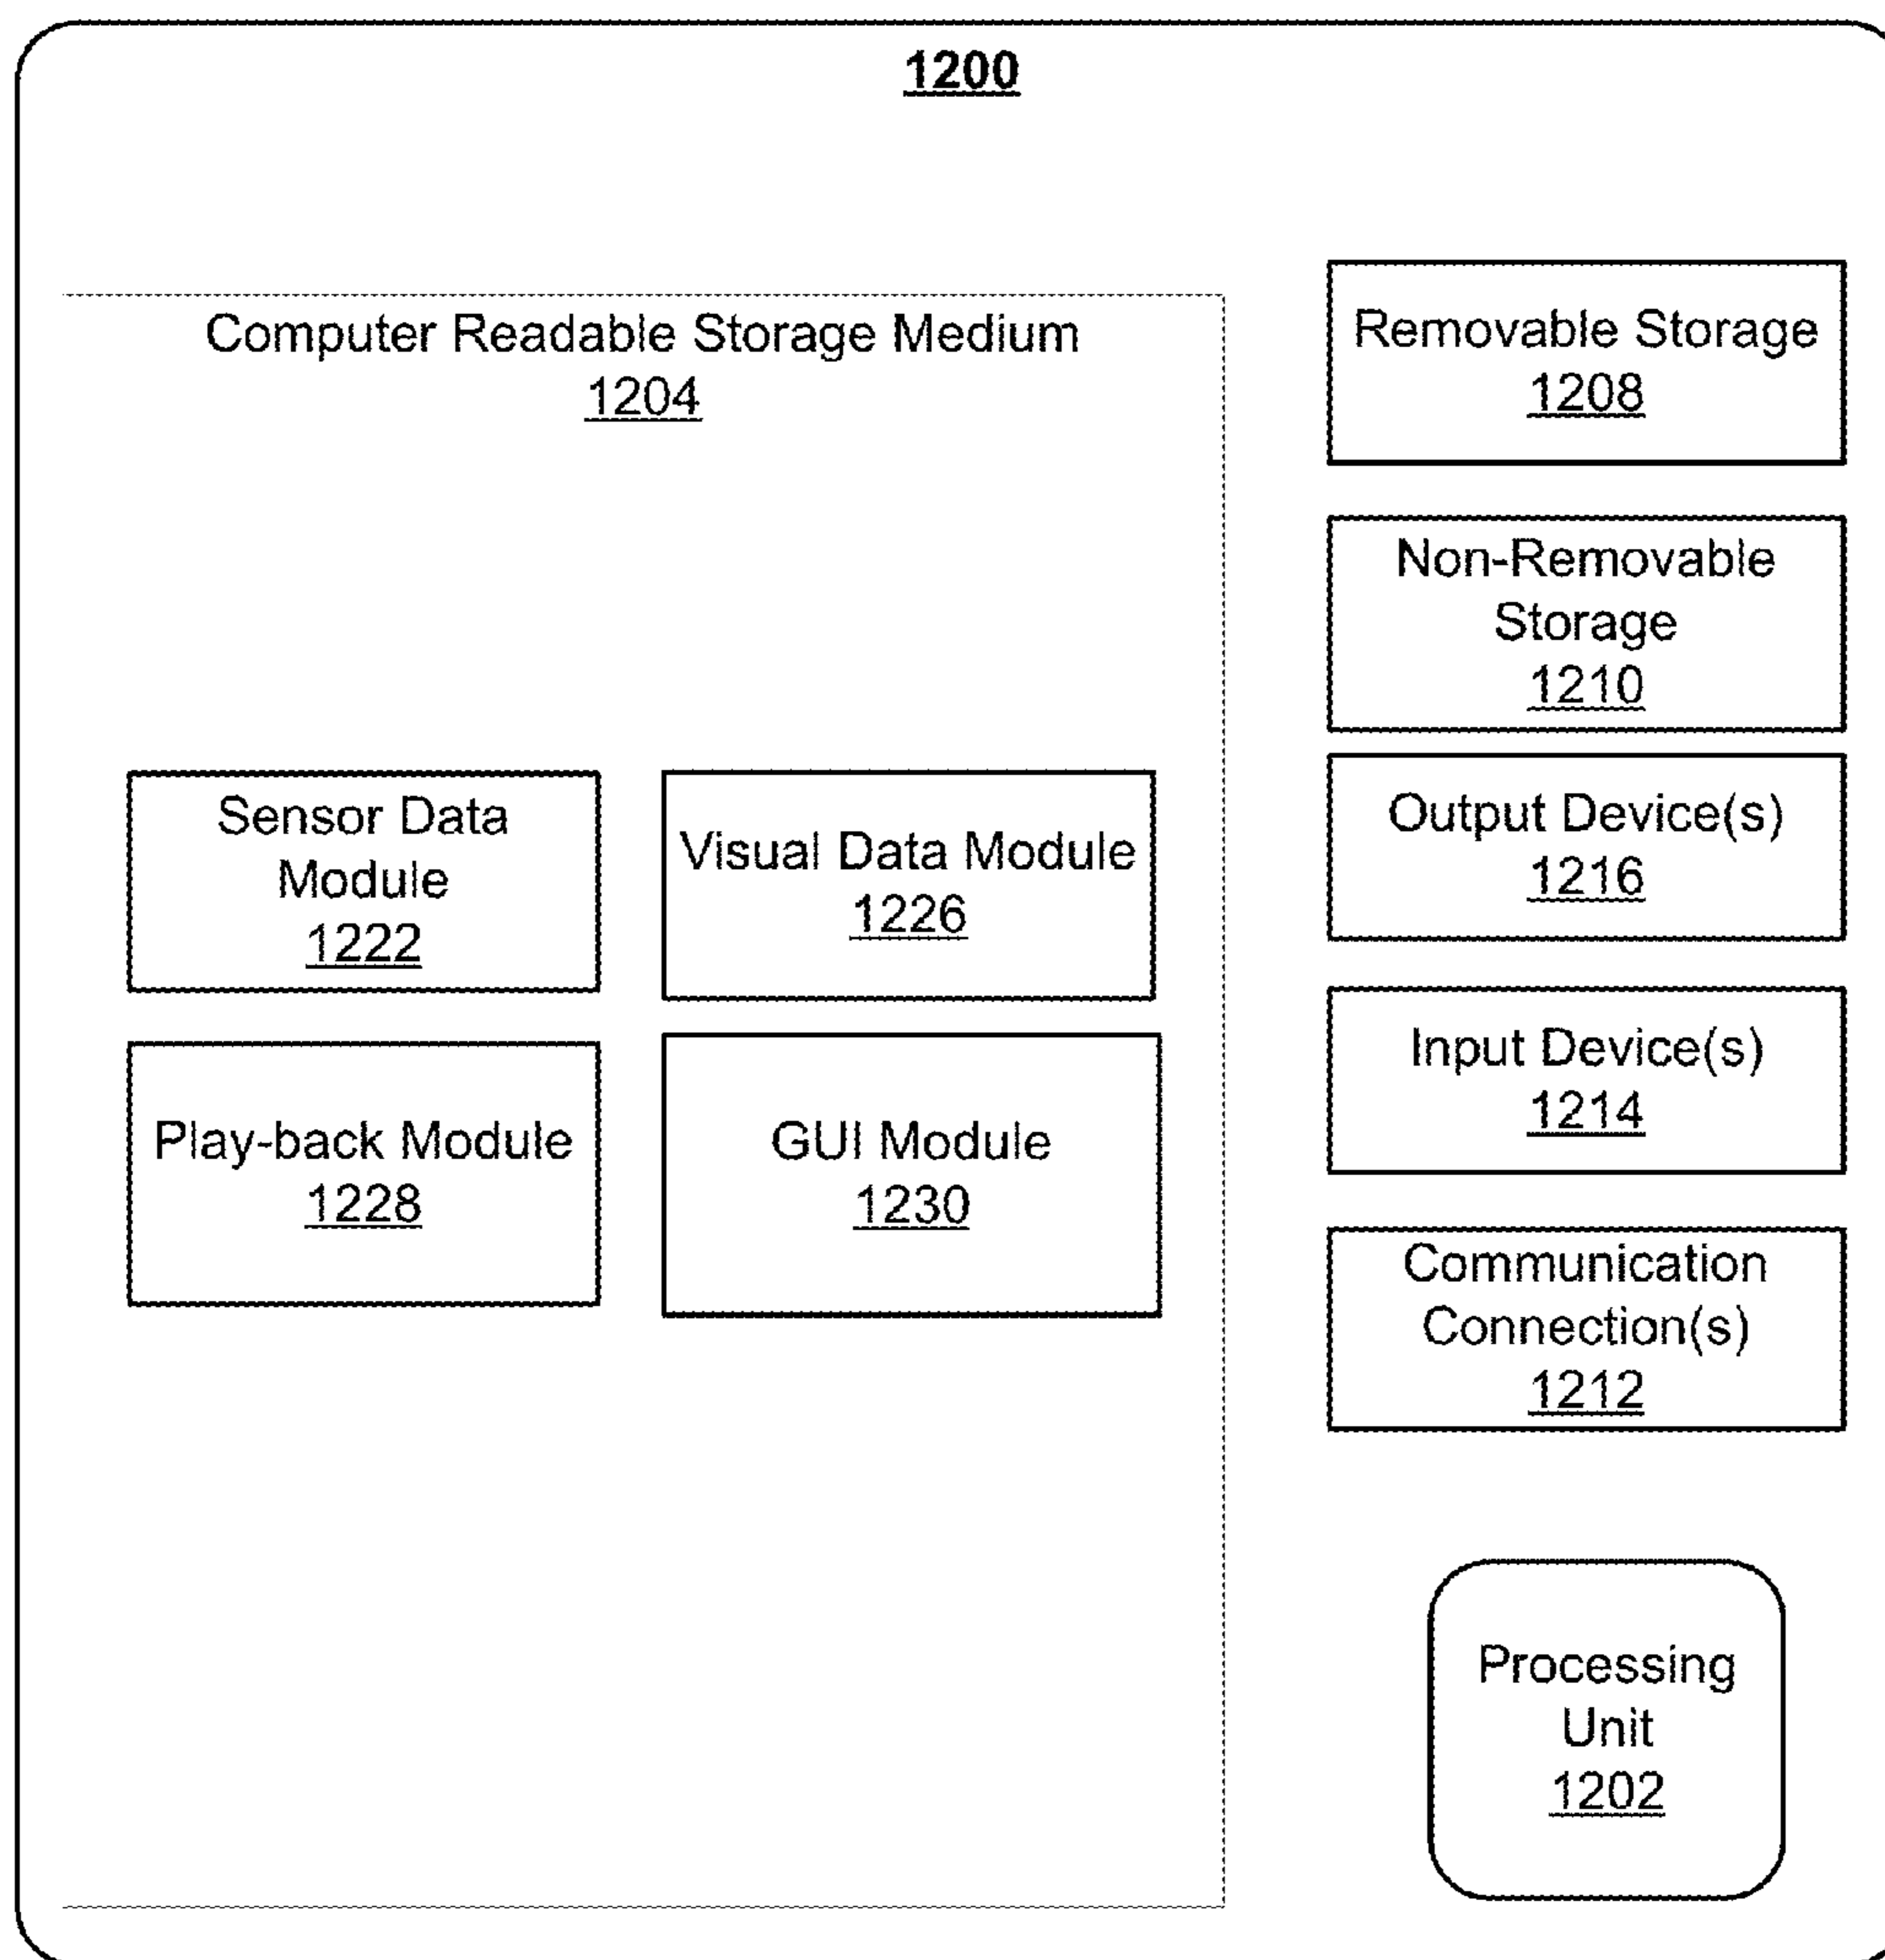 1200
Computer Readable Storage Medium
1204
Sensor Data
Module
1222
Visual Data Module
1226
Play-back Module
1228
GUI Module
1230
Removable Storage
1208
Non-Removable
Storage
1210
Output Device(s)
1216
Input Device(s)
1214
Communication
Connection(s)
1212
Processing
Unit
1202